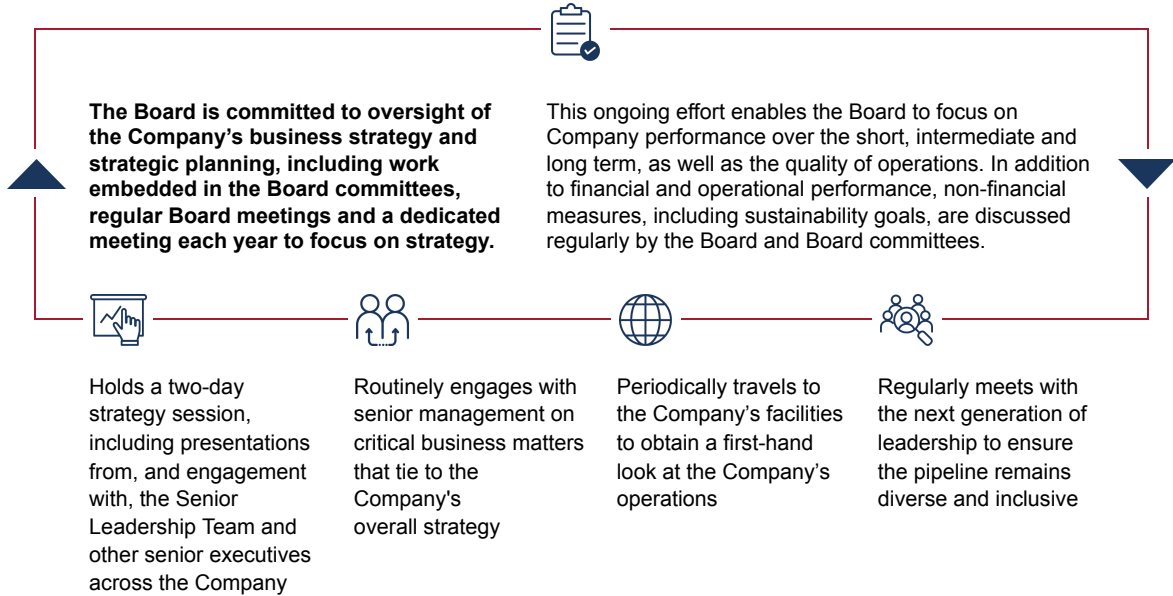 The Board is committed to oversight of
the Company’s business strategy and
strategic planning, including work
embedded in the Board committees,
regular Board meetings and a dedicated
meeting each year to focus on strategy.
This ongoing effort enables the Board to focus on
Company performance over the short, intermediate and
long term, as well as the quality of operations. In addition
to financial and operational performance, non-financial
measures, including sustainability goals, are discussed
regularly by the Board and Board committees.
Holds a two-day
strategy session,
including presentations
from, and engagement
with, the Senior
Leadership Team and
other senior executives
across the Company
Routinely engages with
senior management on
critical business matters
that tie to the
Company's
overall strategy
Periodically travels to
the Company’s facilities
to obtain a first-hand
look at the Company’s
operations
Regularly meets with
the next generation of
leadership to ensure
the pipeline remains
diverse and inclusive